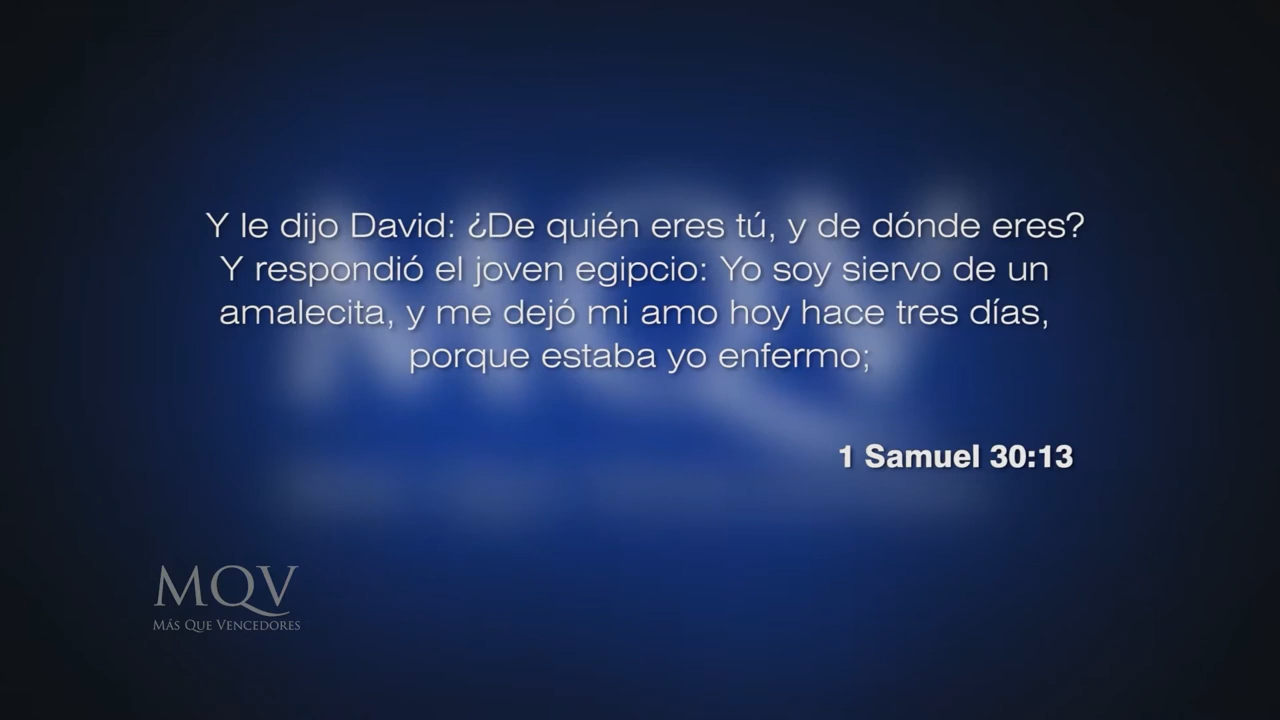 Y le dijo David: ¿De quién eres tú, y de dónde eres?
Y respondió el joven egipcio: Yo soy siervo de un
amalecita, y me dejó mi amo hoy hace tres días,
porque estaba yo enfermo;
1 Samuel 30:13
MQV
Más Que Vencedores